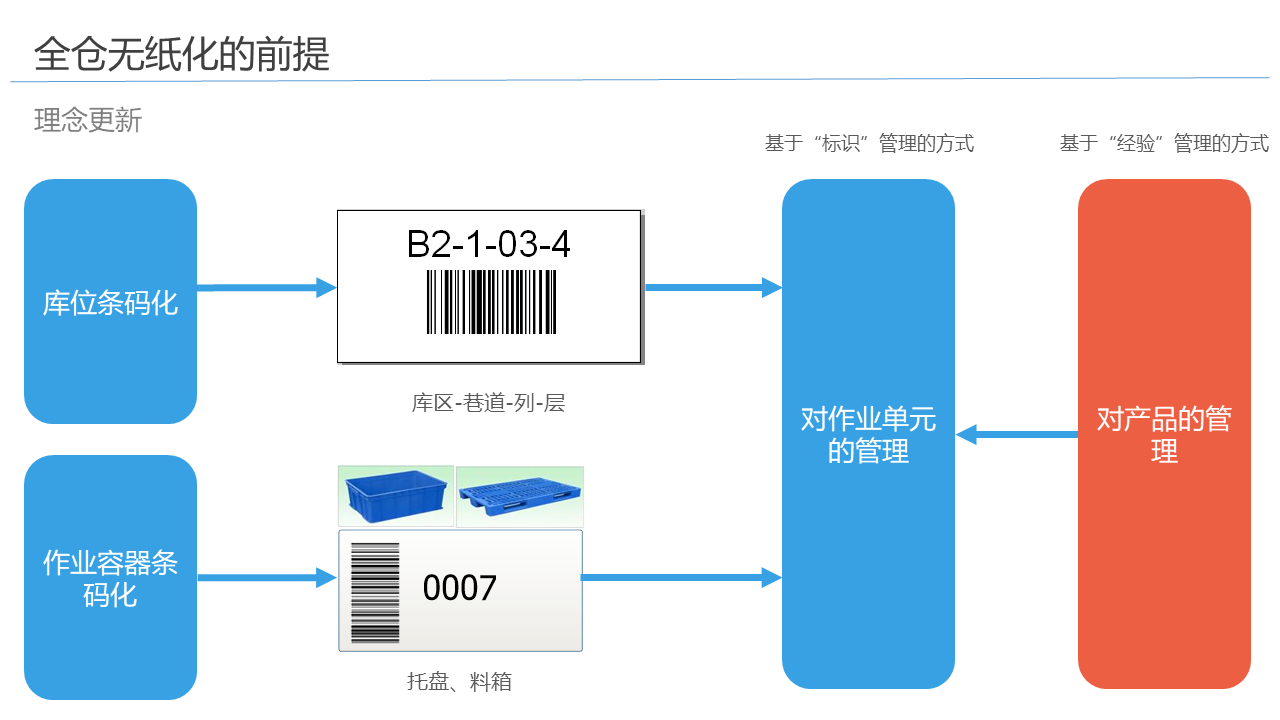 全仓无纸化的前提
理念更新
基于“标识”管理的方式
基于“经验”管理的方式
库位条码化
B2-1-03-4
库区-巷道-列-层
作业容器条
码化
0007
托盘、料箱
对作业单元
的管理
对产品的管
理